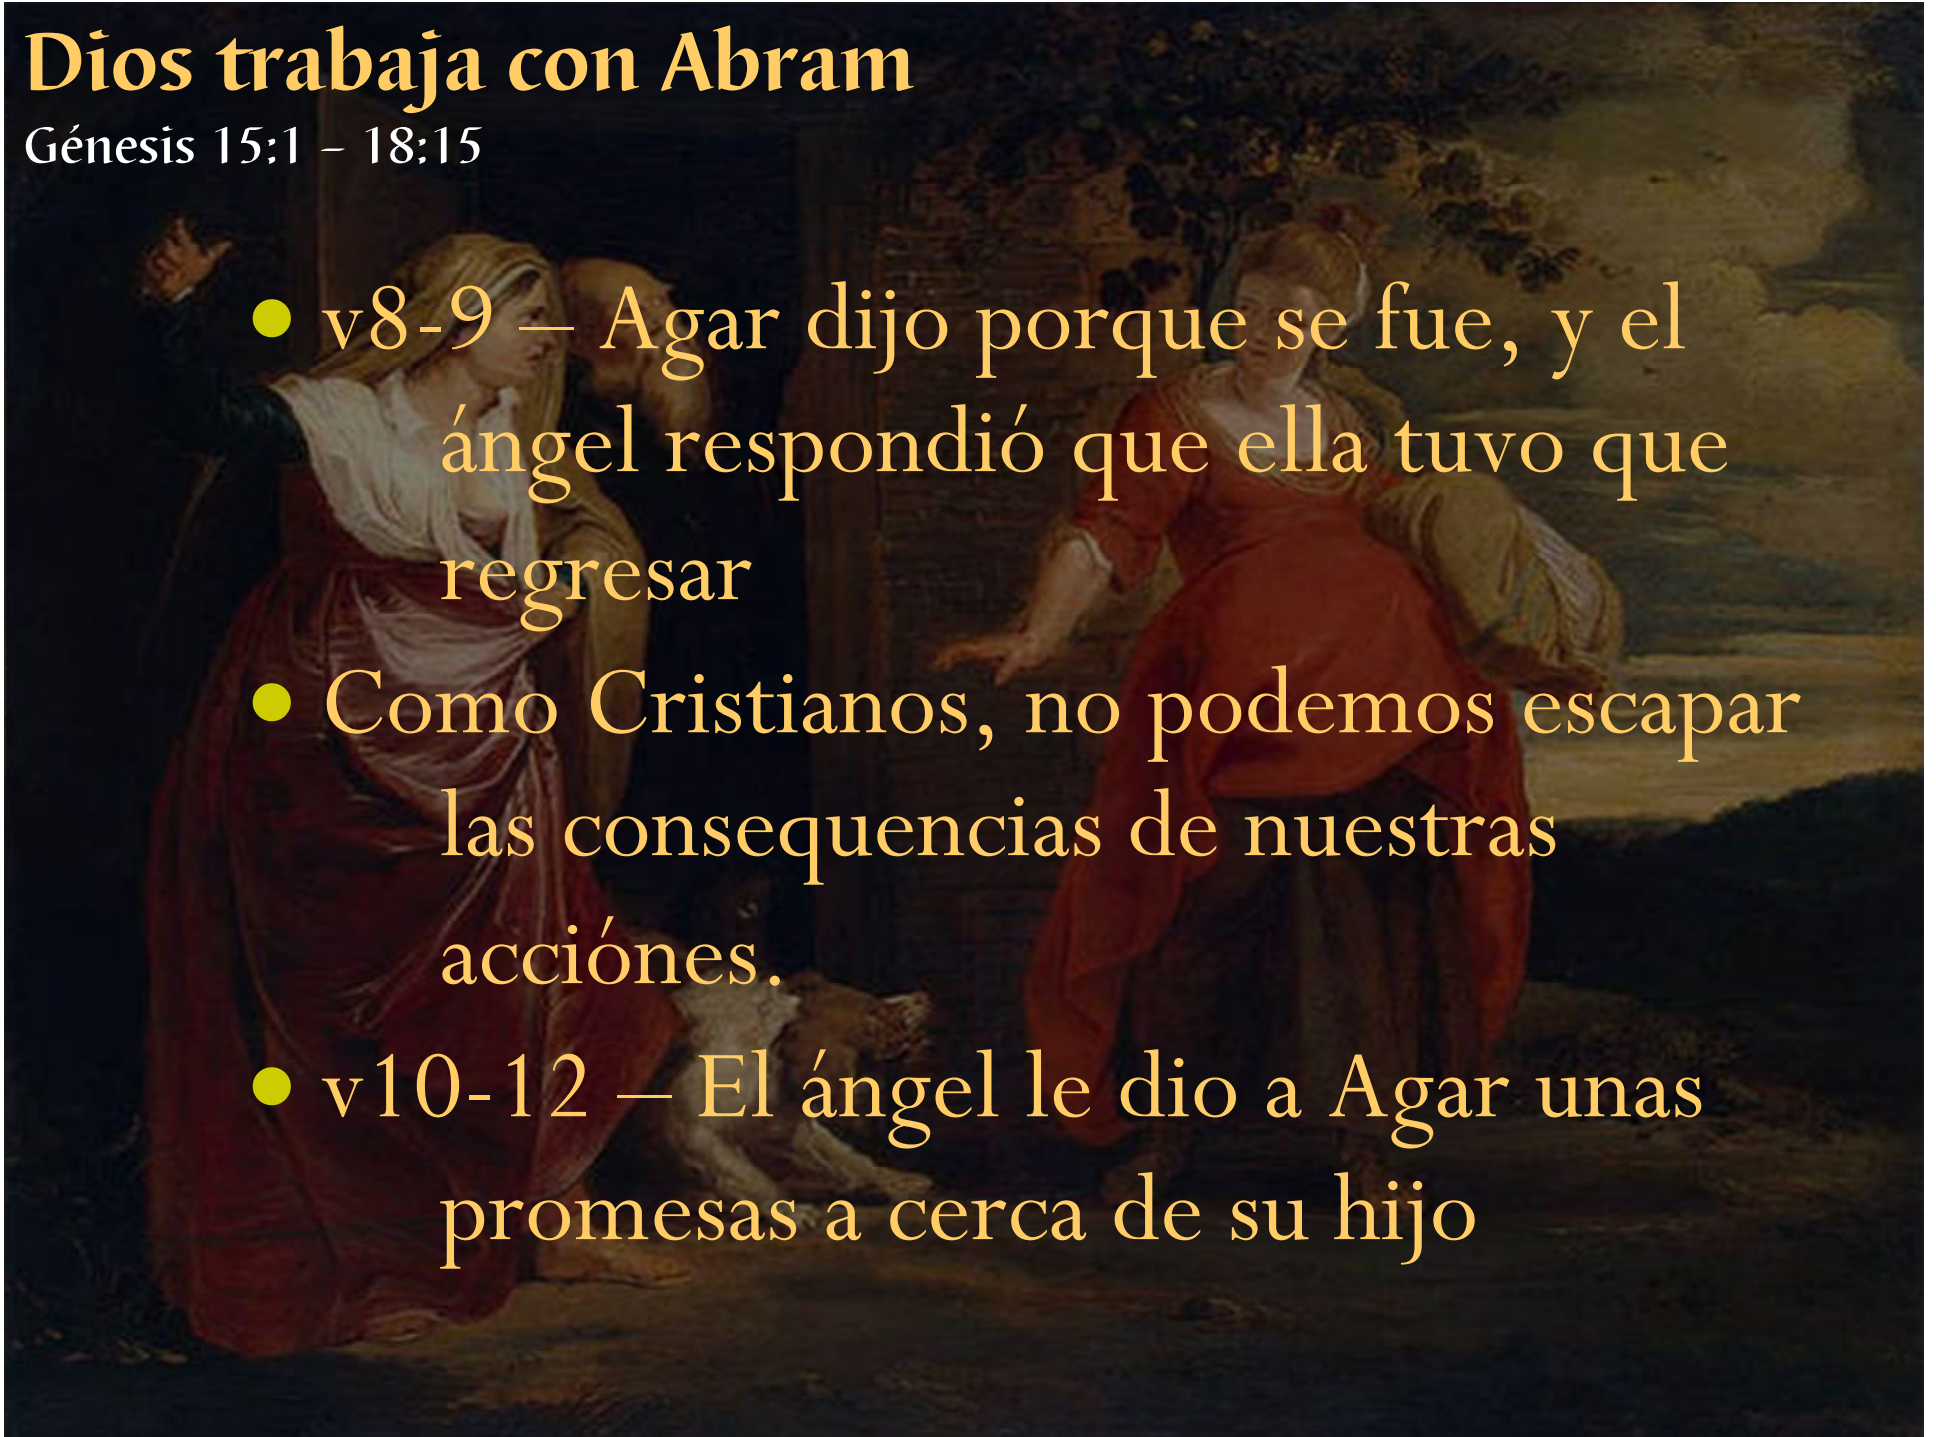 Dios trabaja con Abram
Génesis 15:1 – 18:15
● v8-9 – Agar dijo porque se fue, y el
ángel respondió que ella tuvo que
regresar
● Como Cristianos, no podemos escapar
las consequencias de nuestras
acciónes.
● v10-12 – El ángel le dio a Agar unas
promesas a cerca de su hijo